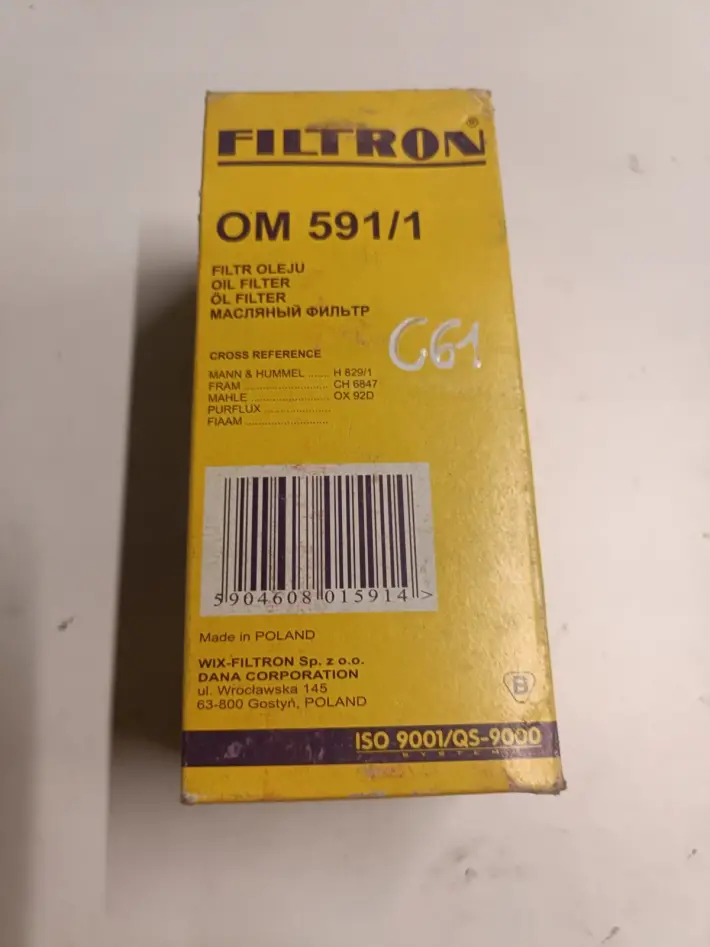 FILTRON®
OM 591/1
FILTR OLEJU
OIL FILTER
ÖL FILTER
МАСЛЯНЫЙ ФИЛЬТР
C61
CROSS REFERENCE
MANN & HUMMEL ...... H 829/1
FRAM .......................... CH 6847
MAHLE ........................ OX 92D
PURFLUX ....................
FIAAM .........................
5904608 015914 >
Made in POLAND
WIX-FILTRON Sp. z o.o.
DANA CORPORATION
ul. Wrocławska 145
63-800 Gostyń, POLAND
B
ISO 9001/QS-9000
SYSTEM